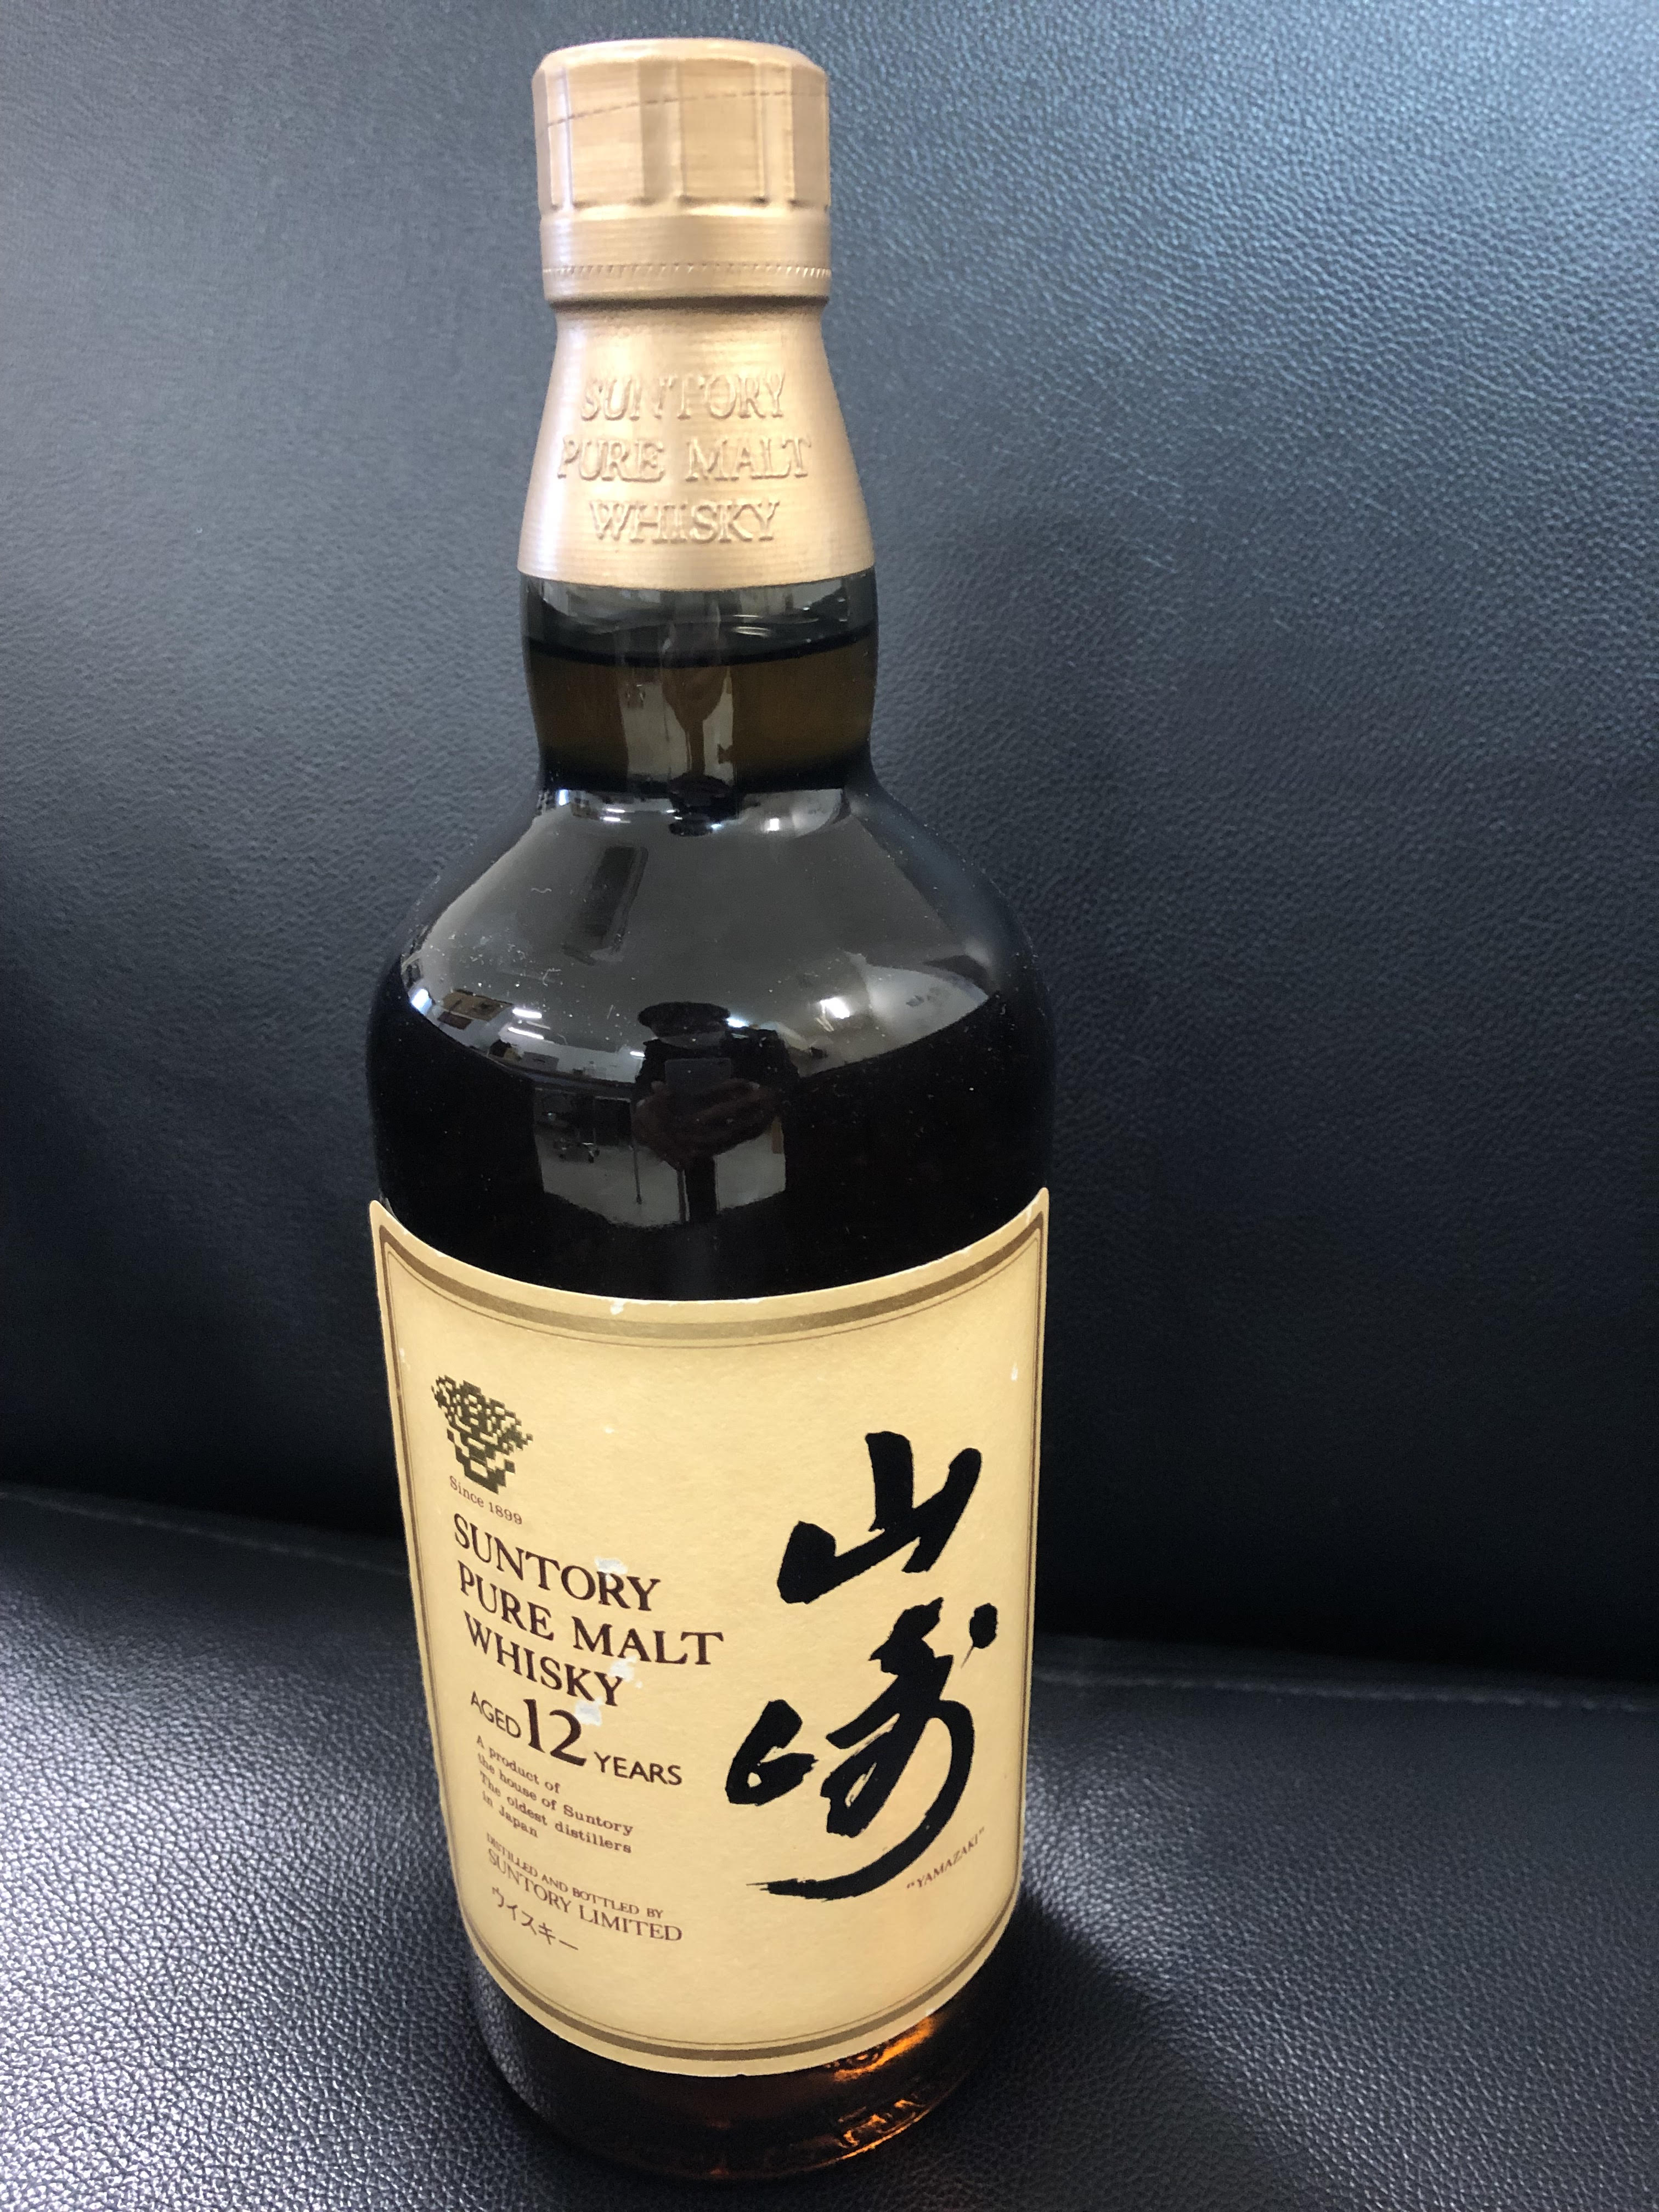 SUNTORY
PURE MALT
WHISKY
Since 1899
SUNTORY
PURE MALT
WHISKY
AGED 12 YEARS
A product of
the house of Suntory
The oldest distillers
in Japan
DISTILLED AND BOTTLED BY
SUNTORY LIMITED
ウイスキー
山崎
"YAMAZAKI"